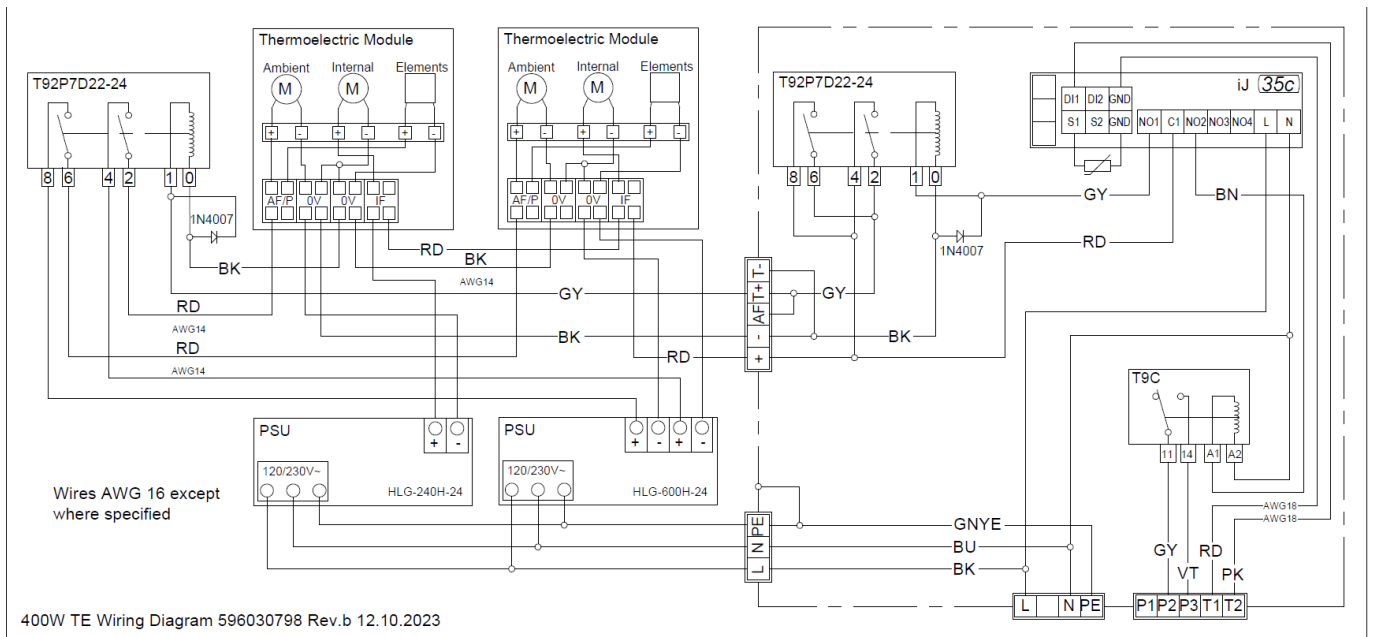 Thermoelectric Module
Thermoelectric Module
T92P7D22-24
Ambient Internal Elements
M M
Ambient Internal Elements
M M
T92P7D22-24
iJ 35c
DI1 DI2 GND
S1 S2 GND NO1 C1 NO2 NO3 NO4 L N
+ - + - + -
+ - + - + -
8 6 4 2 1 0
AF/P 0V 0V IF
AF/P 0V 0V IF
8 6 4 2 1 0
GY BN
1N4007
1N4007
RD
BK
BK
RD
AWG14
GY
GY
T- T+ AF - +
RD
AWG14
BK
BK
RD
AWG14
RD
T9C
PSU
+ -
PSU
+ - + -
120/230V~
HLG-240H-24
120/230V~
HLG-600H-24
11 14 A1 A2
Wires AWG 16 except
where specified
AWG18
AWG18
PE N L
GNYE
BU
BK
GY RD
VT PK
L N PE
P1 P2 P3 T1 T2
400W TE Wiring Diagram 596030798 Rev.b 12.10.2023